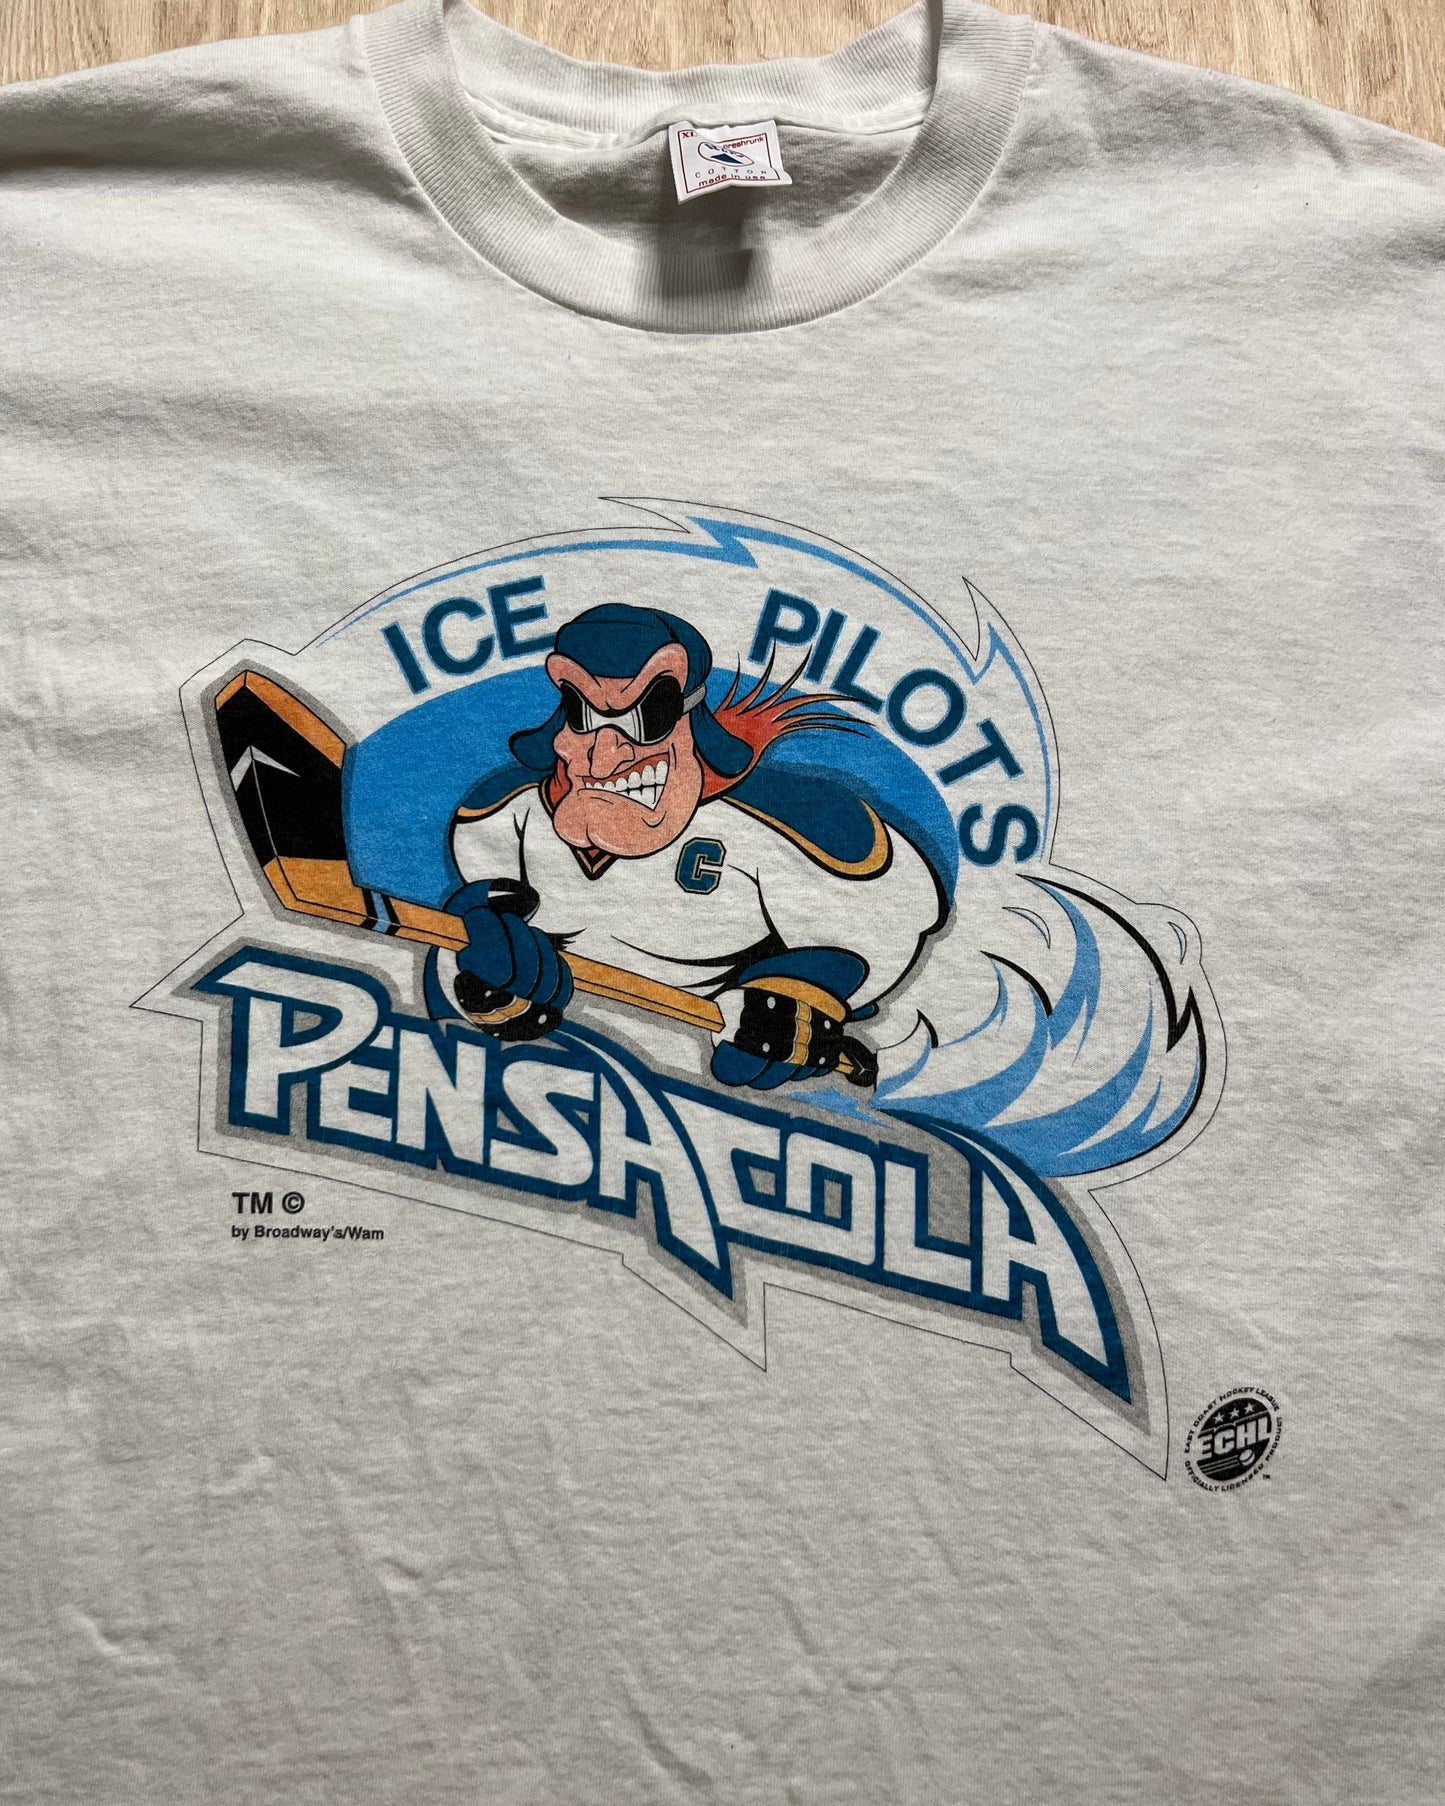 XL
preshrunk
COTTON
made in usa
ICE PILOTS
C
PENSACOLA
TM ©
by Broadway's/Wam
EAST COAST HOCKEY LEAGUE
ECHL
OFFICIALLY LICENSED PRODUCT
TM